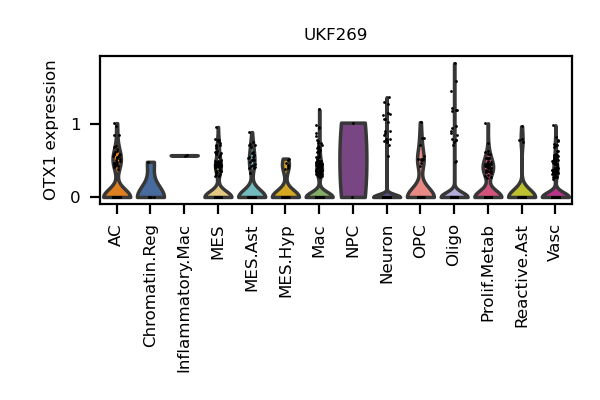 UKF269
OTX1 expression
1
0
AC
Chromatin.Reg
Inflammatory.Mac
MES
MES.Ast
MES.Hyp
Mac
NPC
Neuron
OPC
Oligo
Prolif.Metab
Reactive.Ast
Vasc